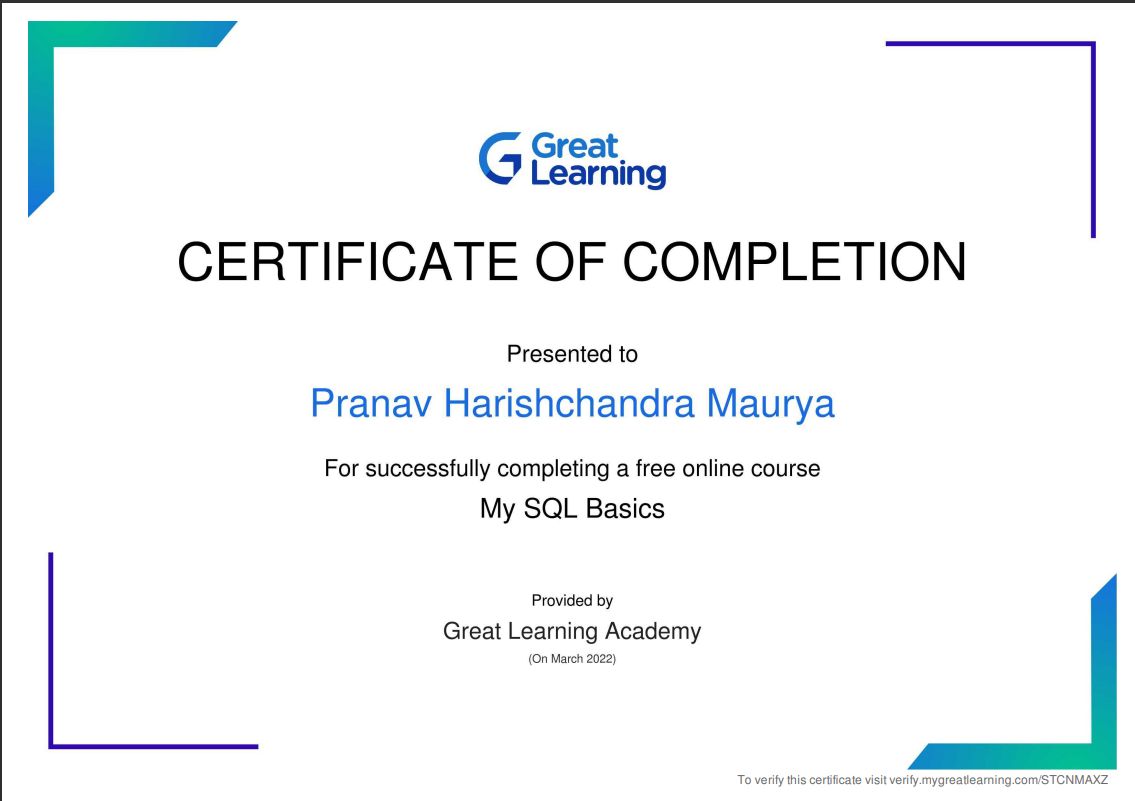 Great
Learning
CERTIFICATE OF COMPLETION
Presented to
Pranav Harishchandra Maurya
For successfully completing a free online course
My SQL Basics
Provided by
Great Learning Academy
(On March 2022)
To verify this certificate visit verify.mygreatlearning.com/STCNMAXZ